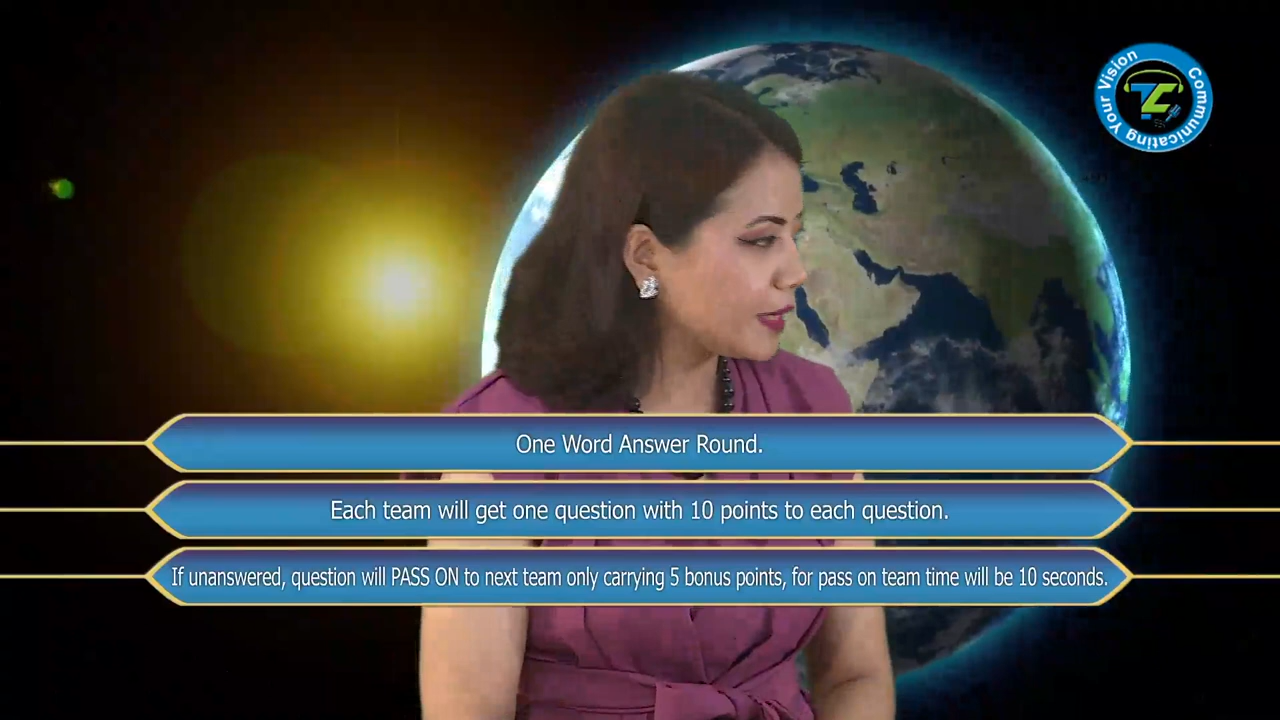 Communicating Your Vision
TC
One Word Answer Round.
Each team will get one question with 10 points to each question.
If unanswered, question will PASS ON to next team only carrying 5 bonus points, for pass on team time will be 10 seconds.